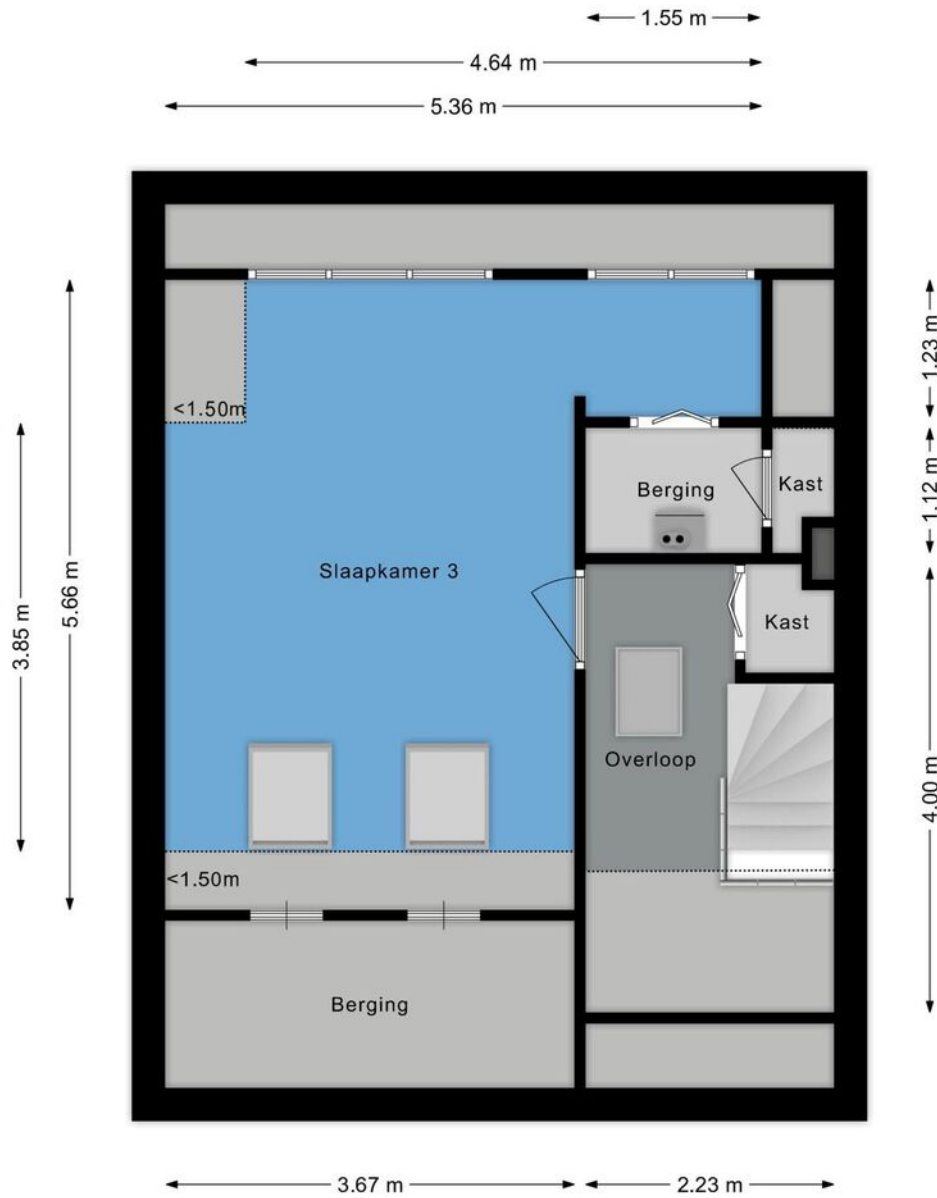 1.55 m
4.64 m
5.36 m
<1.50m
1.23 m
Berging
Kast
1.12 m
Slaapkamer 3
5.66 m
3.85 m
Kast
Overloop
4.00 m
<1.50m
Berging
3.67 m
2.23 m